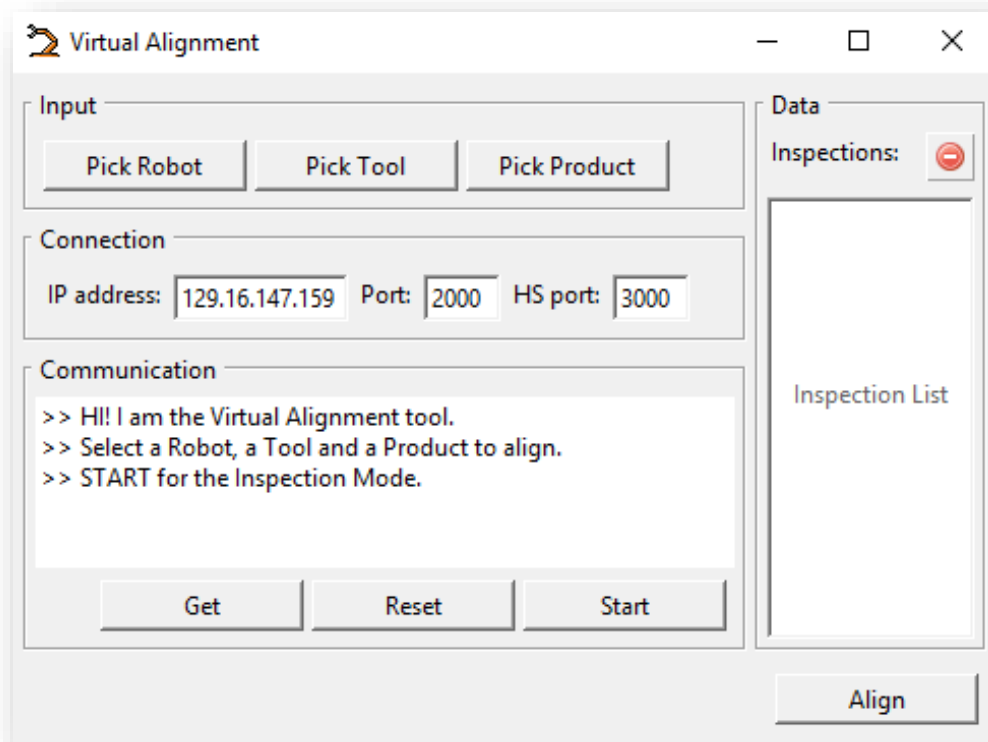 Virtual Alignment
Input
Pick Robot Pick Tool Pick Product
Connection
IP address: 129.16.147.159 Port: 2000 HS port: 3000
Communication
>> HI! I am the Virtual Alignment tool.
>> Select a Robot, a Tool and a Product to align.
>> START for the Inspection Mode.
Get Reset Start
Data
Inspections:
Inspection List
Align